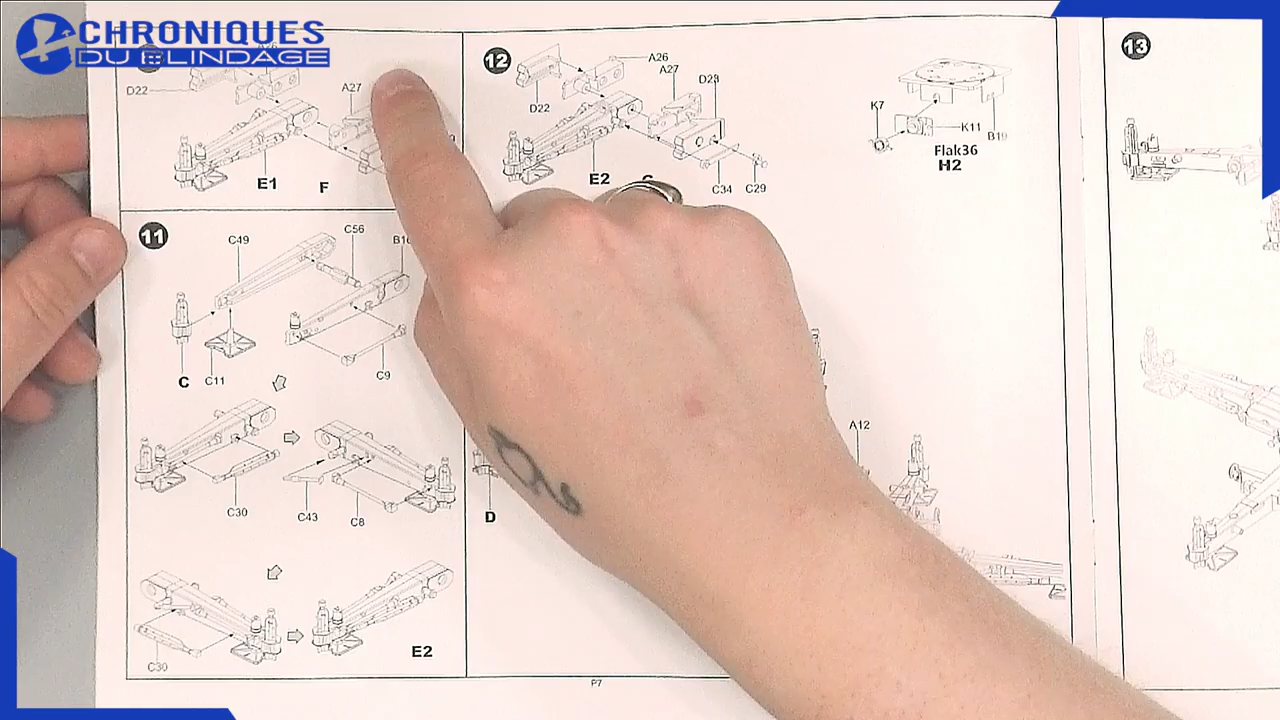 CHRONIQUES
DU BLINDAGE
D22
A27
E1
F
12
A26
A27
D23
D22
E2
C34
C29
K7
K11
B19
Flak36
H2
13
11
C49
C56
C
C11
C9
C30
C43
C8
C30
E2
D
A12
P7